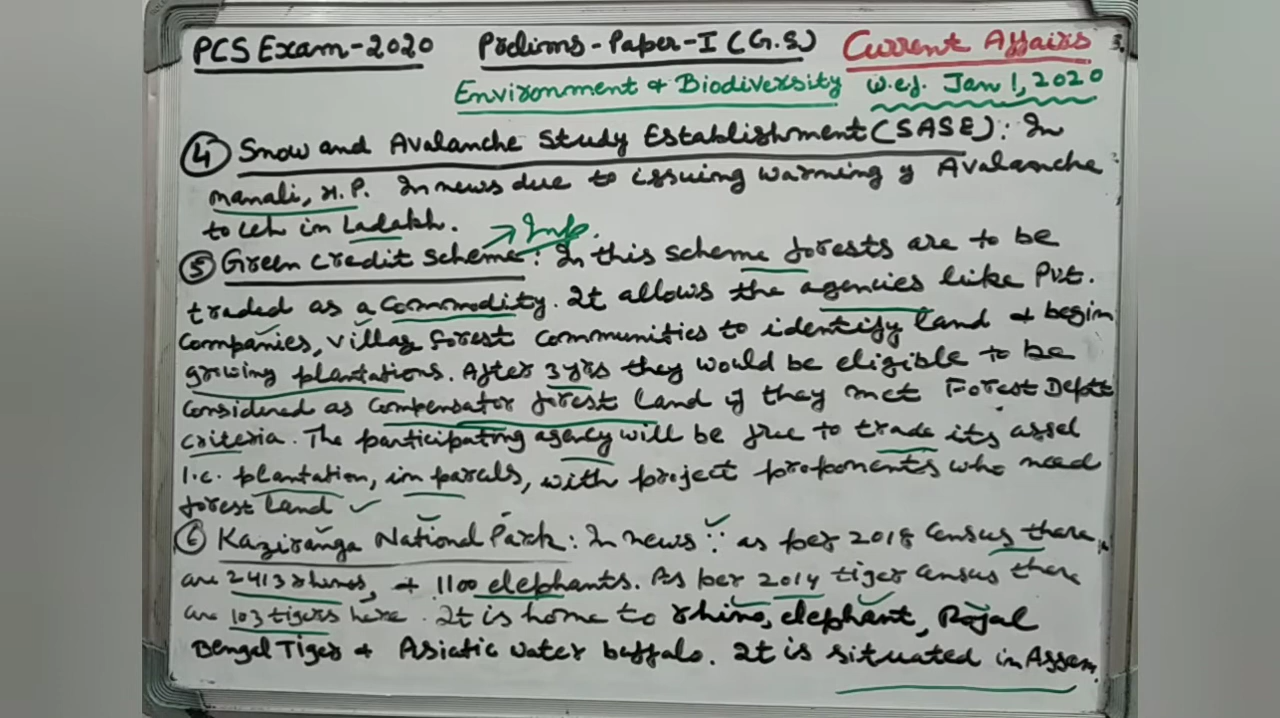 PCS Exam-2020 Prelims-Paper-I (G.S) Current Affairs
Environment & Biodiversity w.e.f. Jan 1, 2020
④ Snow and Avalanche Study Establishment (SASE): In
manali, H.P. In news due to issuing warning of Avalanche
to Leh in Ladakh.
→ Imp.
⑤ Green credit scheme: In this scheme forests are to be
traded as a commodity. It allows the agencies like Pvt.
Companies, village forest communities to identify land & begin
growing plantations. After 3 yrs they would be eligible to be
considered as compensator forest land if they met Forest Deptt
criteria. The participating agency will be free to trade its asset
i.e. plantation, in parcels, with project proponents who need
forest land ✓
⑥ Kaziranga National Park: In news ∵ as per 2018 census there
are 2413 rhinos, + 1100 elephants. As per 2014 tiger census there
are 103 tigers here. It is home to rhino, elephant, Royal
Bengal Tiger & Asiatic water buffalo. It is situated in Assam.